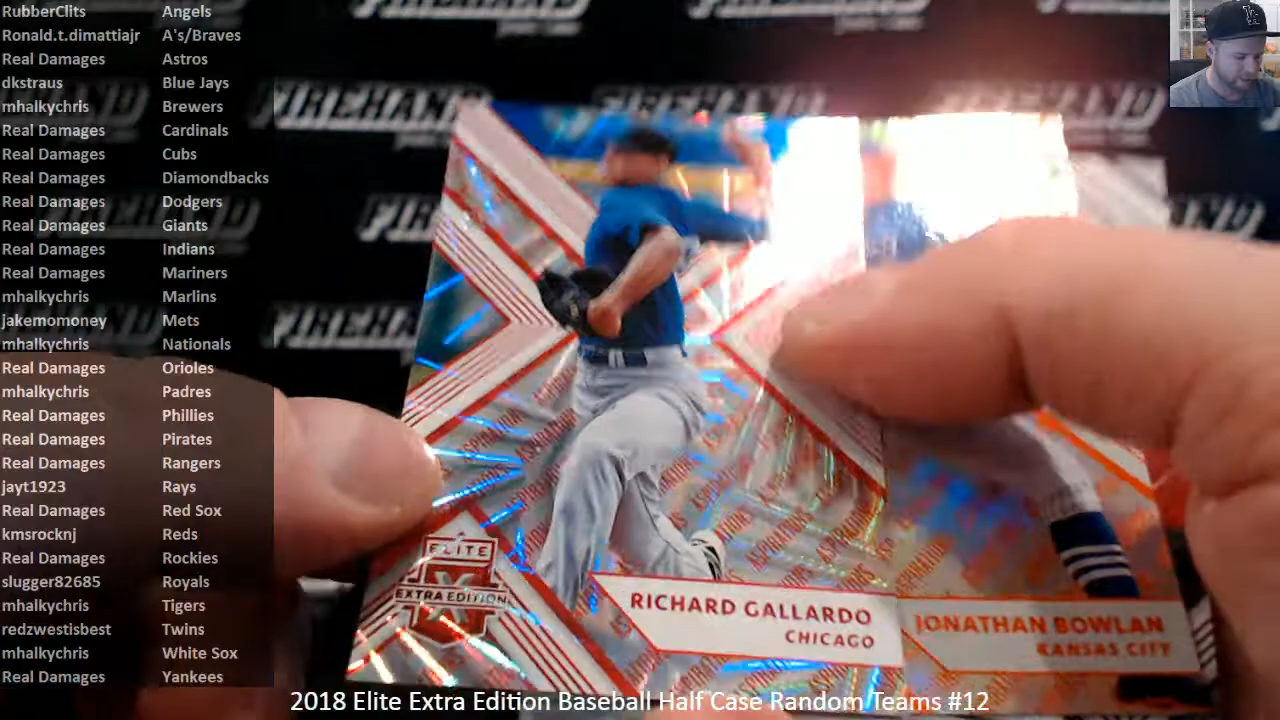 RubberClits Angels
Ronald.t.dimattiajr A's/Braves
Real Damages Astros
dkstraus Blue Jays
mhalkychris Brewers
Real Damages Cardinals
Real Damages Cubs
Real Damages Diamondbacks
Real Damages Dodgers
Real Damages Giants
Real Damages Indians
Real Damages Mariners
mhalkychris Marlins
jakemomoney Mets
mhalkychris Nationals
Real Damages Orioles
mhalkychris Padres
Real Damages Phillies
Real Damages Pirates
Real Damages Rangers
jayt1923 Rays
Real Damages Red Sox
kmsrocknj Reds
Real Damages Rockies
slugger82685 Royals
mhalkychris Tigers
redzwestisbest Twins
mhalkychris White Sox
Real Damages Yankees
FIREHAND
FIREHAND
FIREHAND
ASPIRATIONS
ELITE
EXTRA EDITION
RICHARD GALLARDO
CHICAGO
JONATHAN BOWLAN
KANSAS CITY
2018 Elite Extra Edition Baseball Half Case Random Teams #12